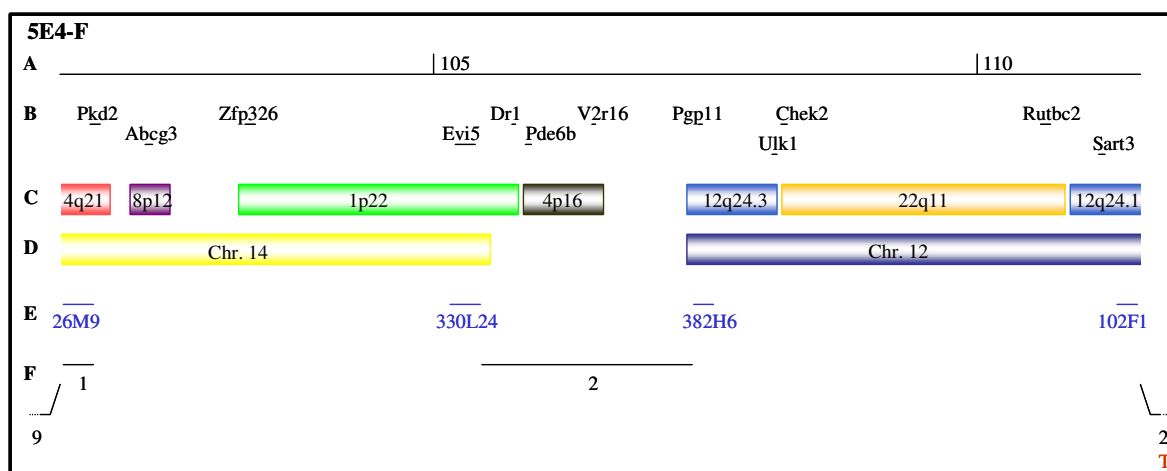 5E4-F
A 105 110
B Pkd2 Zfp326 Dr1 V2r16 Pgp11 Chek2 Rutbc2
Abcg3 Evi5 Pde6b Ulk1 Sart3
C 4q21 8p12 1p22 4p16 12q24.3 22q11 12q24.1
D Chr. 14 Chr. 12
E 26M9 330L24 382H6 102F1
F 1 2
9 2
T